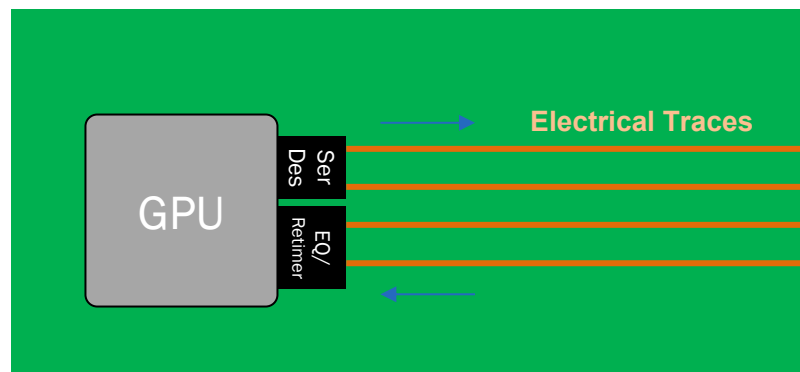 Electrical Traces
GPU
Ser
Des
EQ/
Retimer